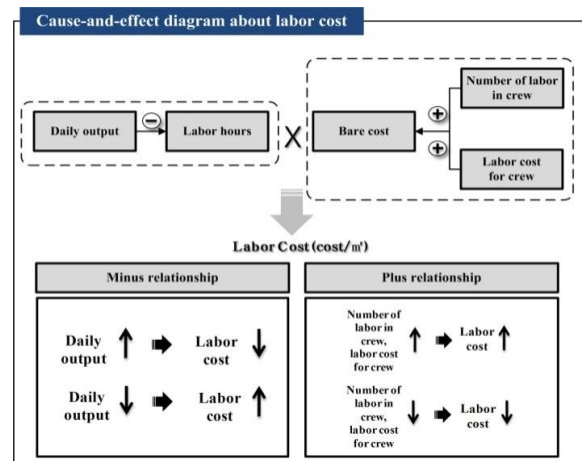 Cause-and-effect diagram about labor cost
Number of labor
in crew
Daily output
−
Labor hours
X
Bare cost
+
+
Labor cost
for crew
Labor Cost (cost/㎡)
Minus relationship
Plus relationship
Daily
output
Labor
cost
Daily
output
Labor
cost
Number of
labor in
crew,
labor cost
for crew
Labor
cost
Number of
labor in
crew,
labor cost
for crew
Labor
cost